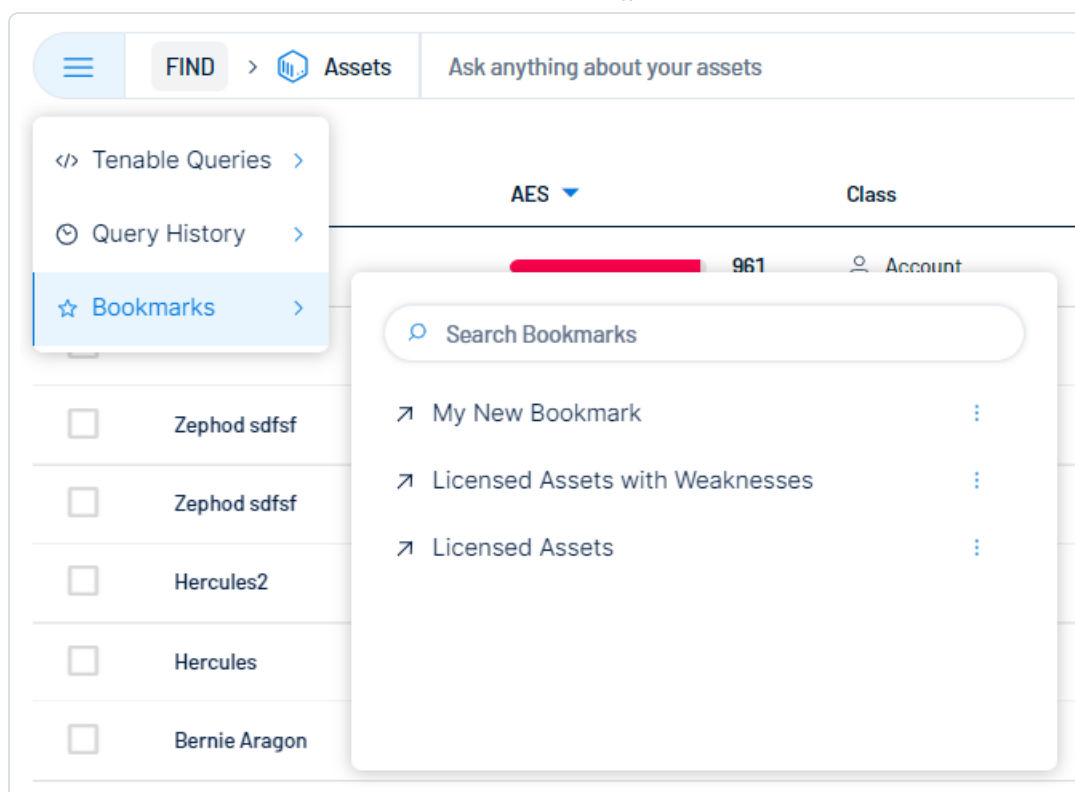 FIND > Assets Ask anything about your assets
</> Tenable Queries >
AES Class
Query History >
961 Account
Bookmarks >
Search Bookmarks
My New Bookmark
Zephod sdfsf
Licensed Assets with Weaknesses
Zephod sdfsf
Licensed Assets
Hercules2
Hercules
Bernie Aragon